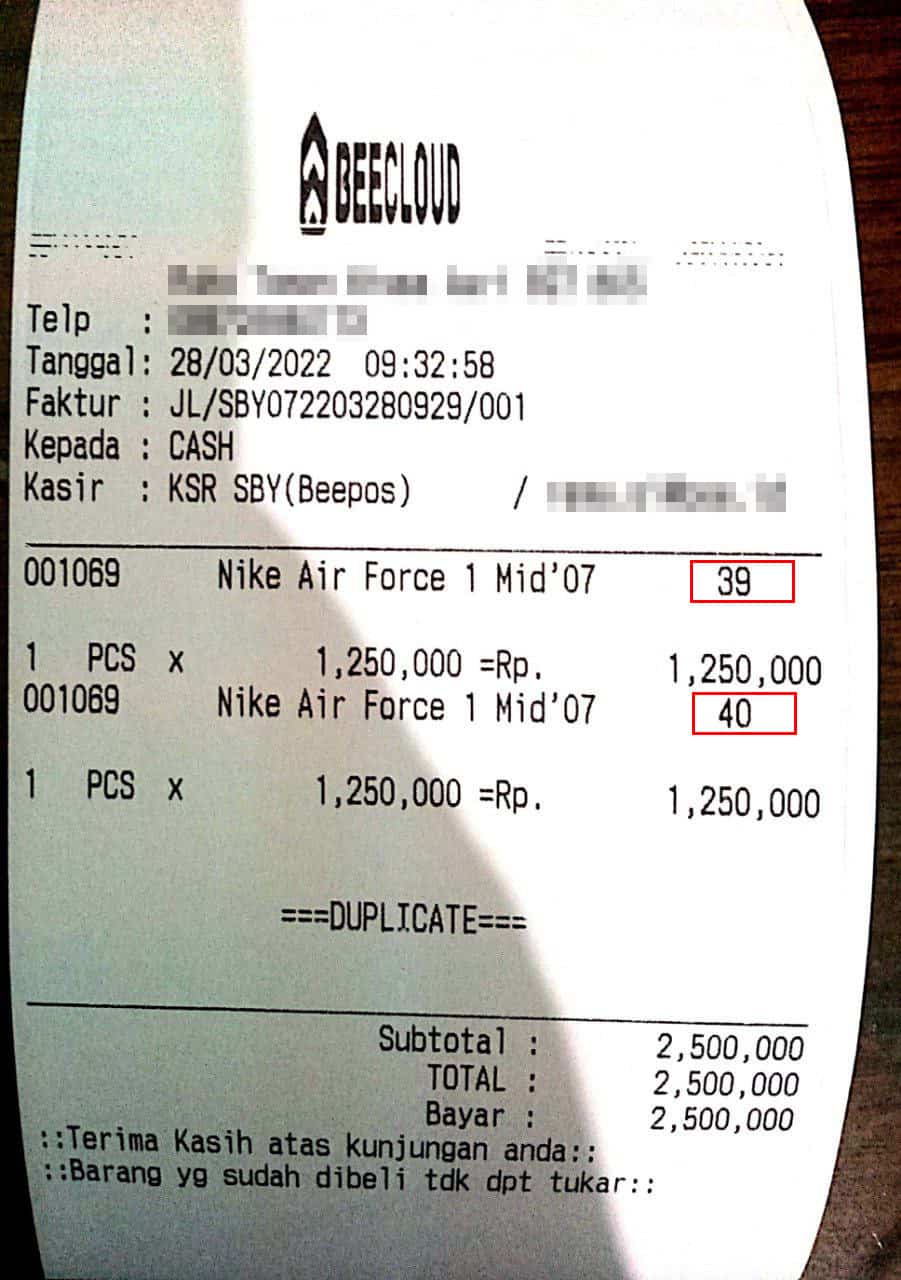 BEECLOUD
Telp :
Tanggal: 28/03/2022 09:32:58
Faktur : JL/SBY072203280929/001
Kepada : CASH
Kasir : KSR SBY(Beepos) /
001069 Nike Air Force 1 Mid'07 39
1 PCS x 1,250,000 =Rp. 1,250,000
001069 Nike Air Force 1 Mid'07 40
1 PCS x 1,250,000 =Rp. 1,250,000
===DUPLICATE===
Subtotal : 2,500,000
TOTAL : 2,500,000
Bayar : 2,500,000
::Terima Kasih atas kunjungan anda::
::Barang yg sudah dibeli tdk dpt tukar::